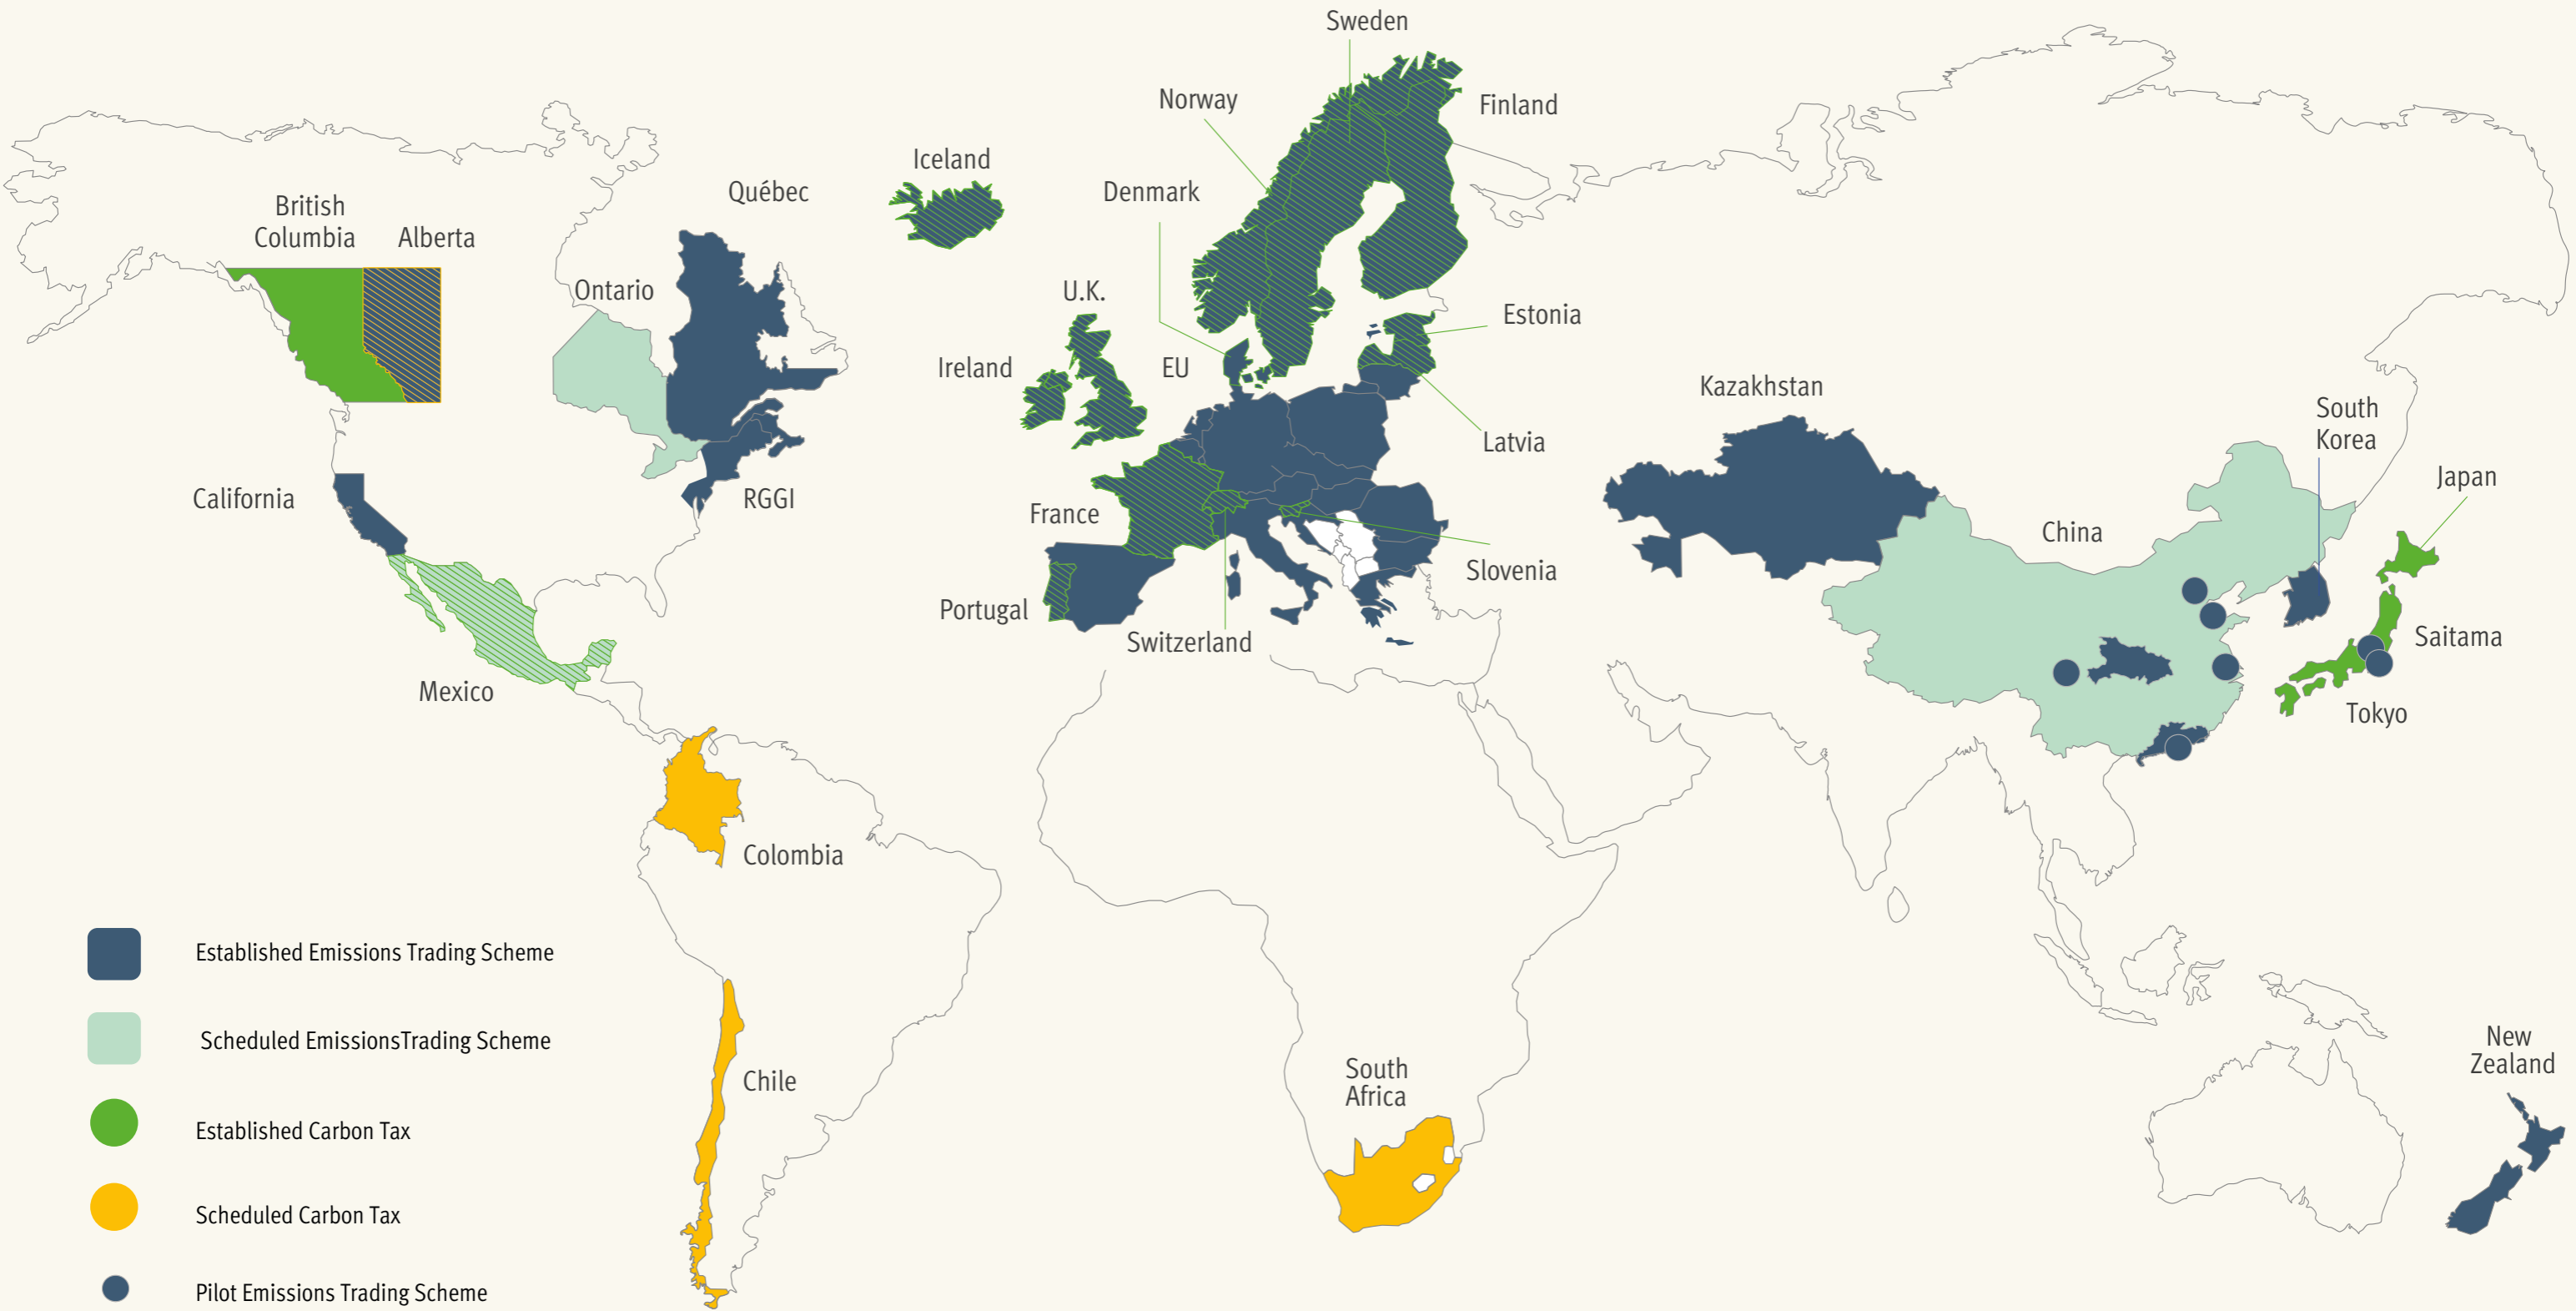 Sweden
Norway
Finland
Iceland
Denmark
Québec
British
Columbia
Alberta
Ontario
U.K.
Estonia
Ireland
EU
Kazakhstan
South
Korea
Latvia
Japan
California
RGGI
France
China
Slovenia
Portugal
Switzerland
Saitama
Mexico
Tokyo
Colombia
Established Emissions Trading Scheme
Scheduled EmissionsTrading Scheme
New
Zealand
South
Africa
Chile
Established Carbon Tax
Scheduled Carbon Tax
Pilot Emissions Trading Scheme